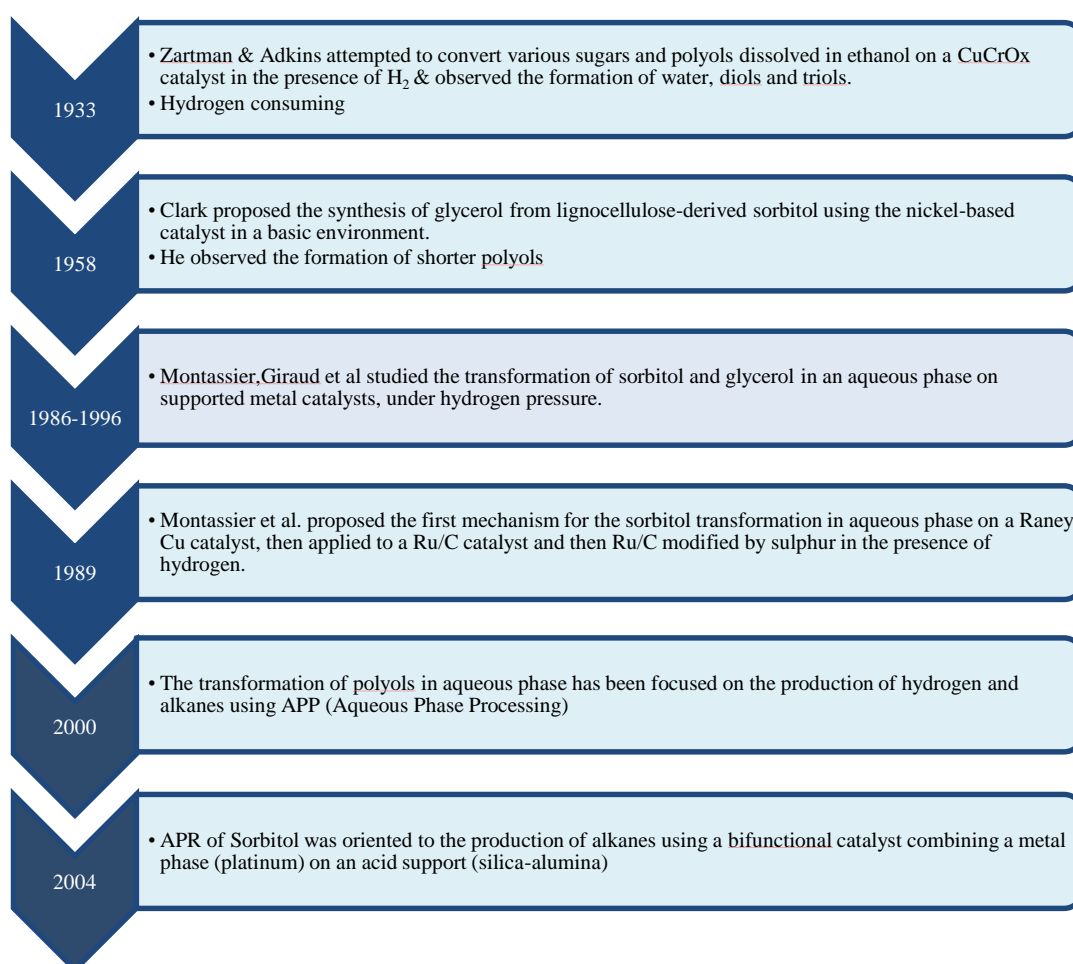 1933
• Zartman & Adkins attempted to convert various sugars and polyols dissolved in ethanol on a CuCrOx
catalyst in the presence of H₂ & observed the formation of water, diols and triols.
• Hydrogen consuming
1958
• Clark proposed the synthesis of glycerol from lignocellulose-derived sorbitol using the nickel-based
catalyst in a basic environment.
• He observed the formation of shorter polyols
1986-1996
• Montassier,Giraud et al studied the transformation of sorbitol and glycerol in an aqueous phase on
supported metal catalysts, under hydrogen pressure.
1989
• Montassier et al. proposed the first mechanism for the sorbitol transformation in aqueous phase on a Raney
Cu catalyst, then applied to a Ru/C catalyst and then Ru/C modified by sulphur in the presence of
hydrogen.
2000
• The transformation of polyols in aqueous phase has been focused on the production of hydrogen and
alkanes using APP (Aqueous Phase Processing)
2004
• APR of Sorbitol was oriented to the production of alkanes using a bifunctional catalyst combining a metal
phase (platinum) on an acid support (silica-alumina)